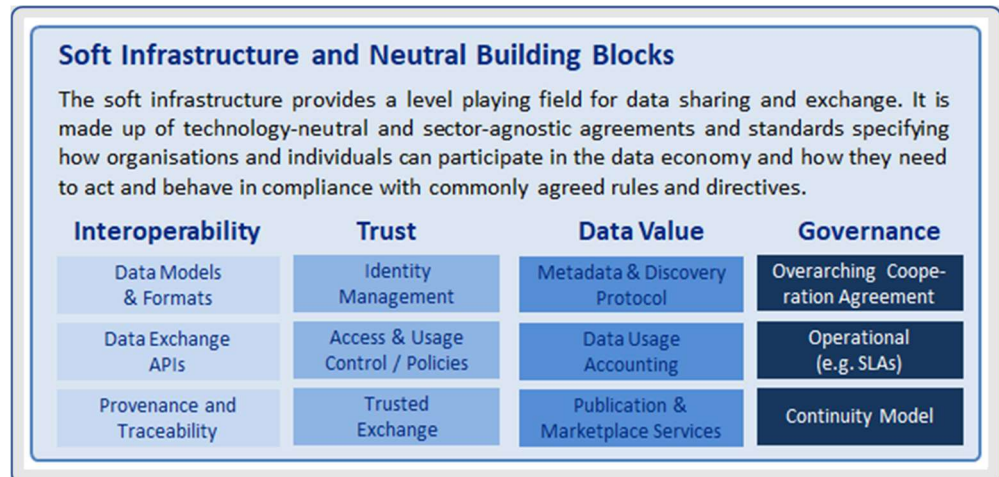 Soft Infrastructure and Neutral Building Blocks
The soft infrastructure provides a level playing field for data sharing and exchange. It is
made up of technology-neutral and sector-agnostic agreements and standards specifying
how organisations and individuals can participate in the data economy and how they need
to act and behave in compliance with commonly agreed rules and directives.
Interoperability
Data Models
& Formats
Data Exchange
APIs
Provenance and
Traceability
Trust
Identity
Management
Access & Usage
Control / Policies
Trusted
Exchange
Data Value
Metadata & Discovery
Protocol
Data Usage
Accounting
Publication &
Marketplace Services
Governance
Overarching Coope-
ration Agreement
Operational
(e.g. SLAs)
Continuity Model